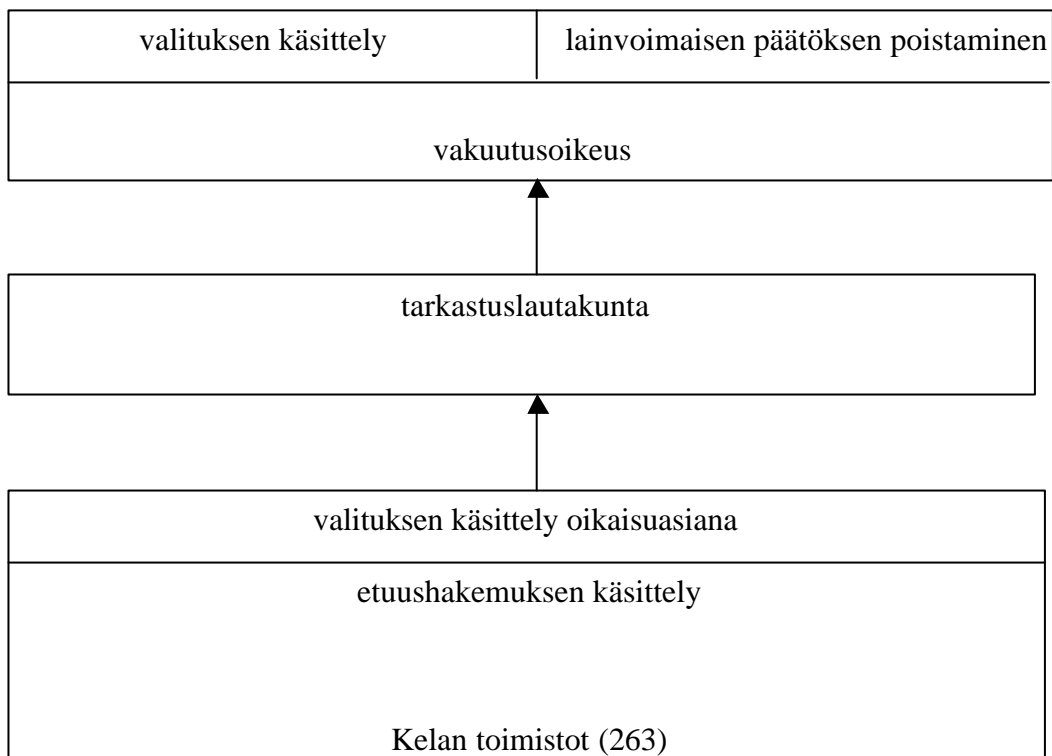 valituksen käsittely
lainvoimaisen päätöksen poistaminen
vakuutusoikeus
tarkastuslautakunta
valituksen käsittely oikaisuasiana
etuushakemuksen käsittely
Kelan toimistot (263)